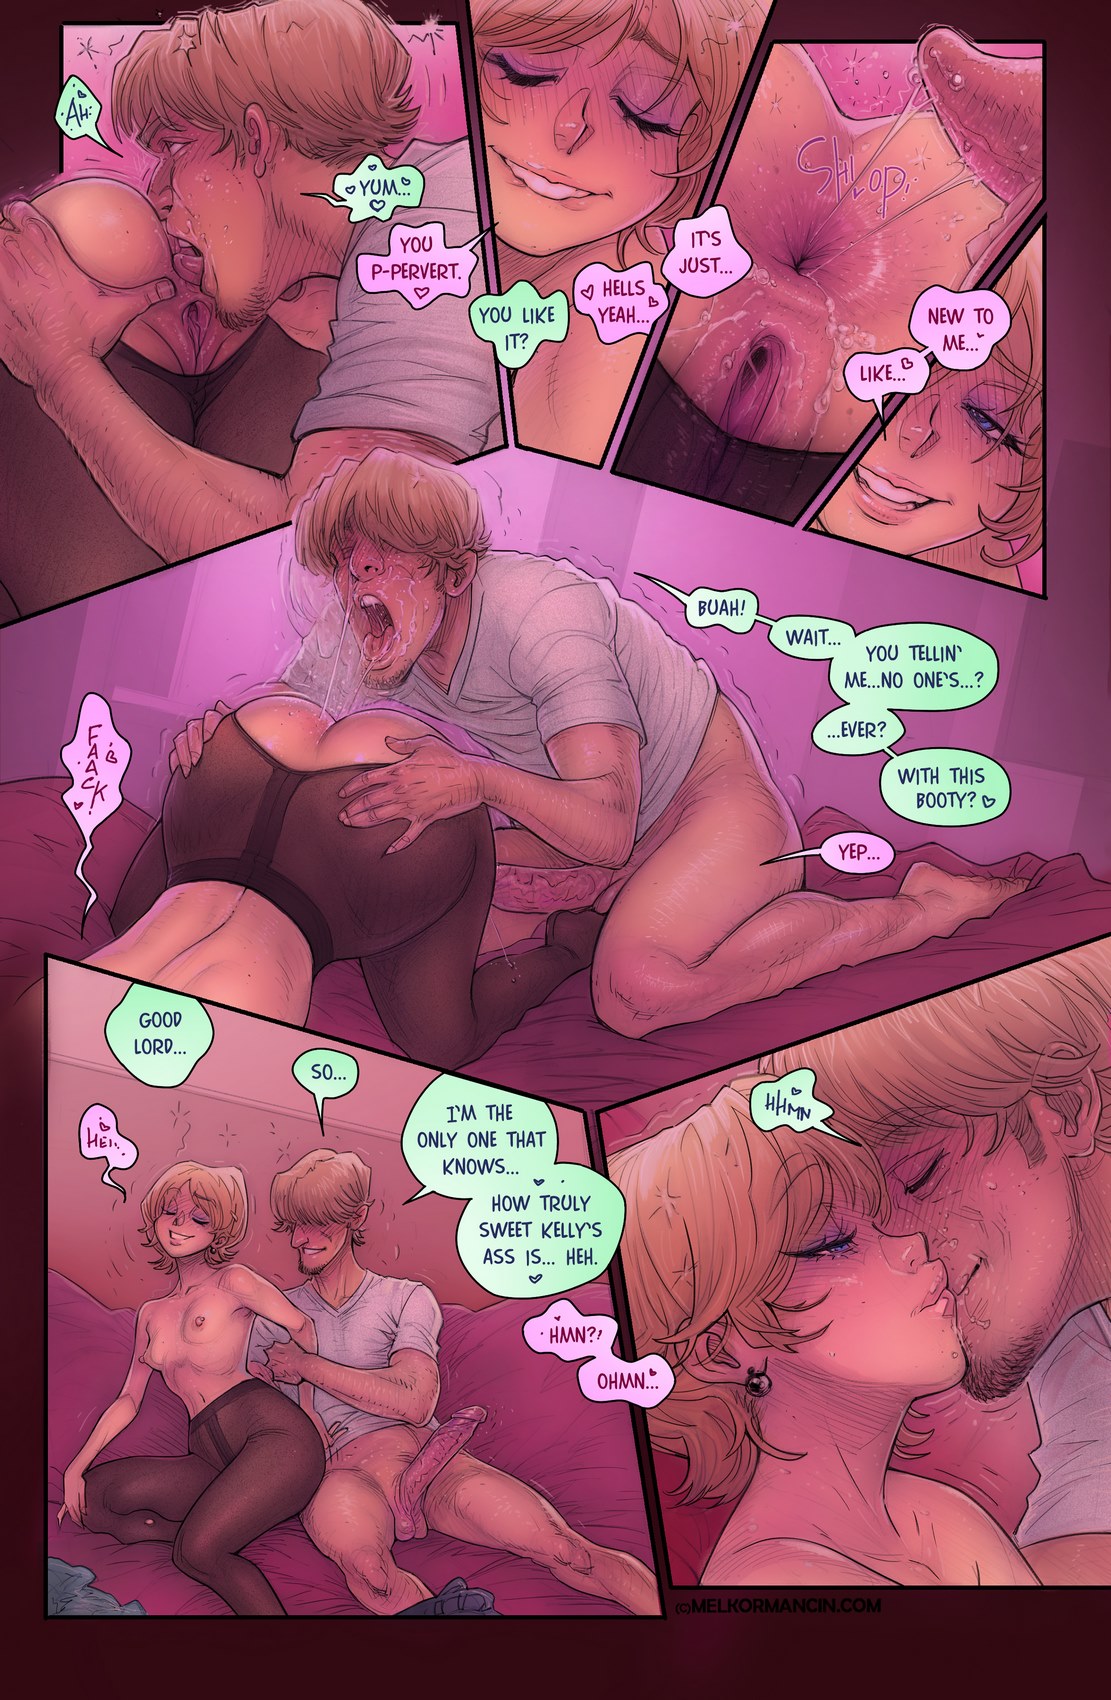 AH
YUM...
YOU
P-PERVERT.
YOU LIKE
IT?
HELLS
YEAH...
IT'S
JUST...
SHLOP!
LIKE...
NEW TO
ME...
BUAH!
WAIT...
YOU TELLIN'
ME...NO ONE'S...?
...EVER?
WITH THIS
BOOTY?
YEP...
FAACK
GOOD
LORD...
HEH..
SO...
I'M THE
ONLY ONE THAT
KNOWS...
HOW TRULY
SWEET KELLY'S
ASS IS... HEH.
HMN?!
OHMN...
HHMN
(C)MELKORMANCIN.COM